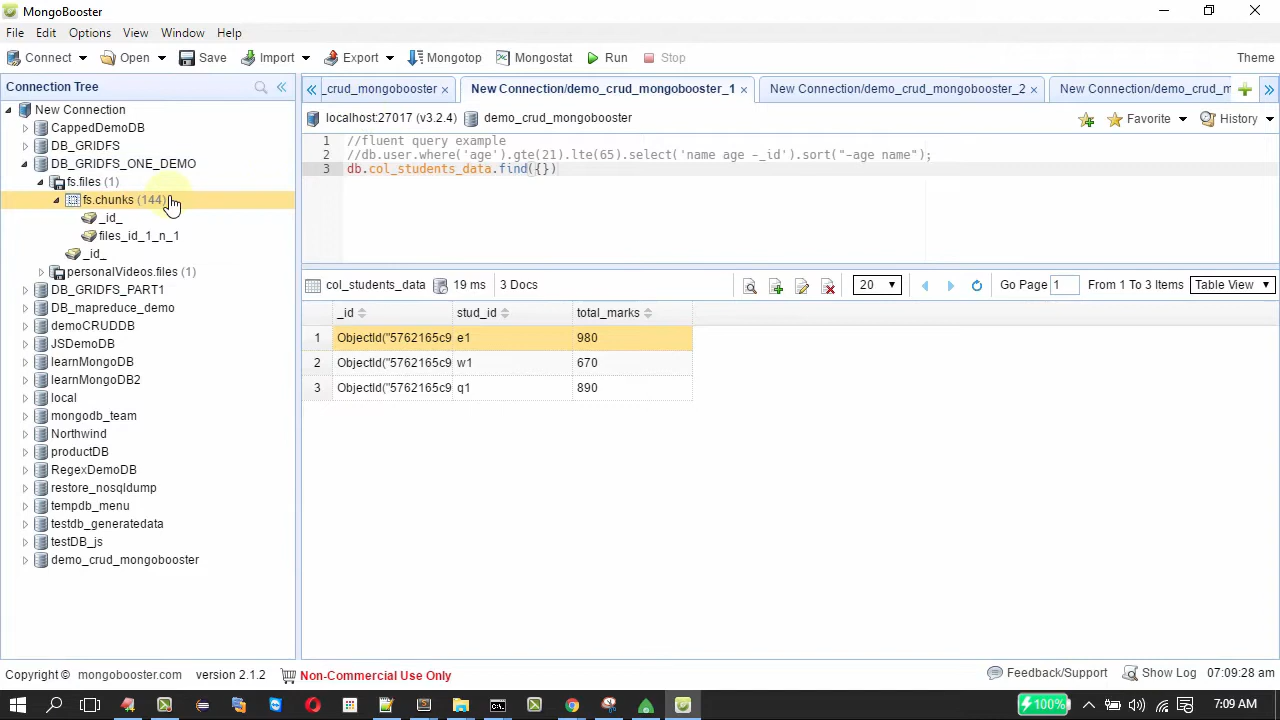 MongoBooster
File Edit Options View Window Help
Connect Open Save Import Export Mongotop Mongostat Run Stop Theme
Connection Tree
New Connection
CappedDemoDB
DB_GRIDFS
DB_GRIDFS_ONE_DEMO
fs.files (1)
fs.chunks (144)
_id_
files_id_1_n_1
_id_
personalVideos.files (1)
DB_GRIDFS_PART1
DB_mapreduce_demo
demoCRUDDB
JSDemoDB
learnMongoDB
learnMongoDB2
local
mongodb_team
Northwind
productDB
RegexDemoDB
restore_nosqldump
tempdb_menu
testdb_generatedata
testDB_js
demo_crud_mongobooster
_crud_mongobooster × New Connection/demo_crud_mongobooster_1 × New Connection/demo_crud_mongobooster_2 × New Connection/demo_crud_m
localhost:27017 (v3.2.4) demo_crud_mongobooster Favorite History
1 //fluent query example
2 //db.user.where('age').gte(21).lte(65).select('name age -_id').sort("-age name");
3 db.col_students_data.find({})
col_students_data 19 ms 3 Docs 20 Go Page 1 From 1 To 3 Items Table View
_id stud_id total_marks
1 ObjectId("5762165c9 e1 980
2 ObjectId("5762165c9 w1 670
3 ObjectId("5762165c9 q1 890
Copyright © mongobooster.com version 2.1.2 Non-Commercial Use Only Feedback/Support Show Log 07:09:28 am
100% 7:09 AM